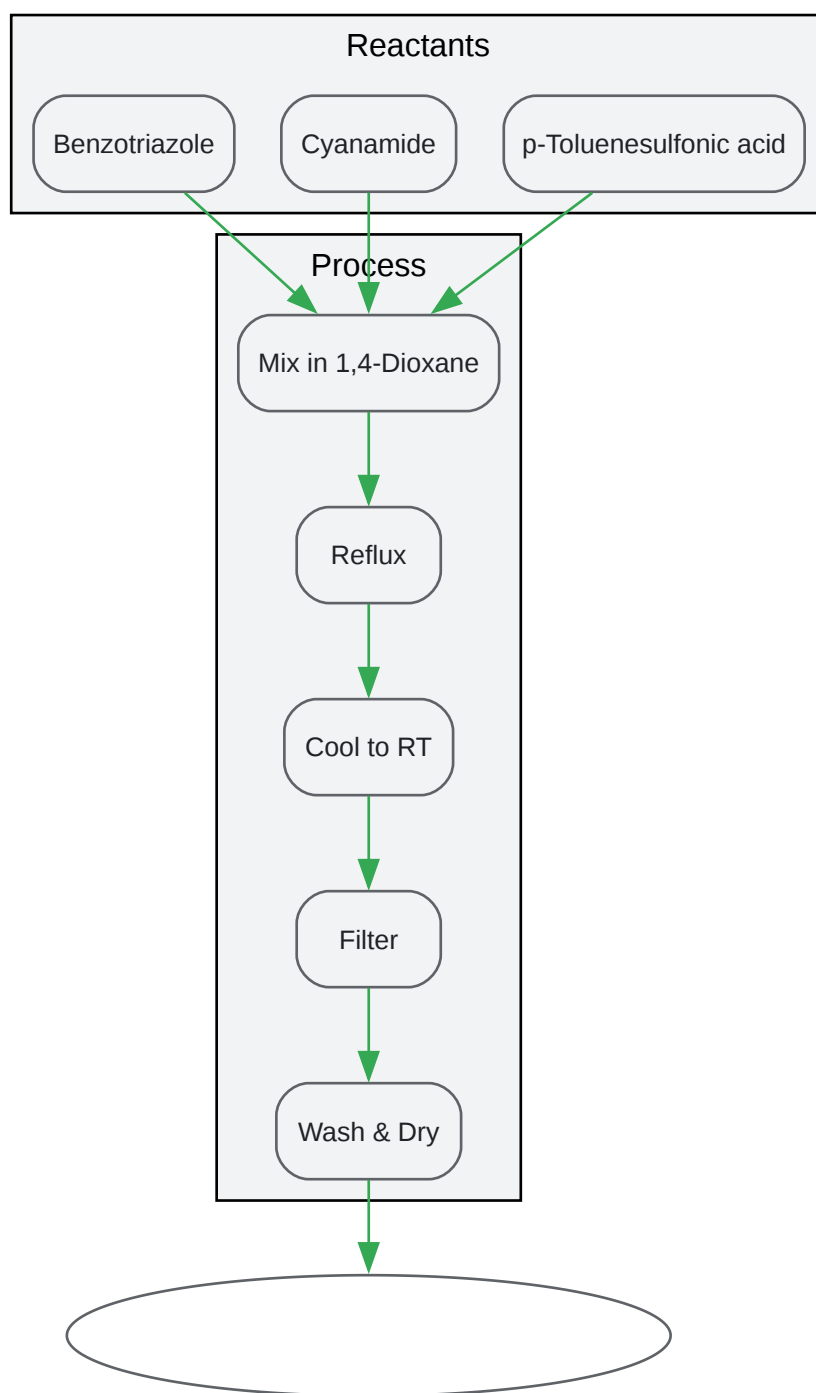 Reactants
Benzotriazole
Cyanamide
p-Toluenesulfonic acid
Process
Mix in 1,4-Dioxane
Reflux
Cool to RT
Filter
Wash & Dry